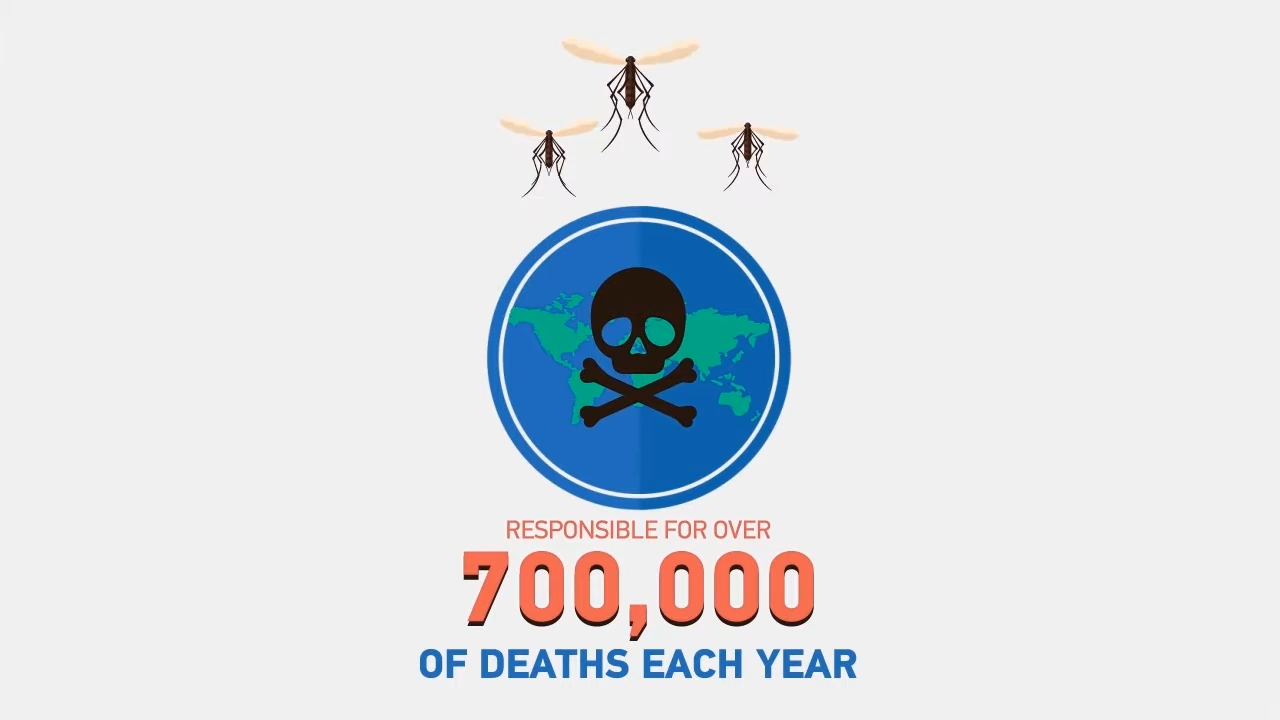 RESPONSIBLE FOR OVER
700,000
OF DEATHS EACH YEAR